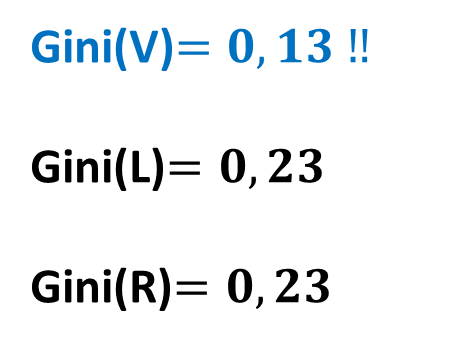 Gini(V)= 0,13 !!
Gini(L)= 0,23
Gini(R)= 0,23